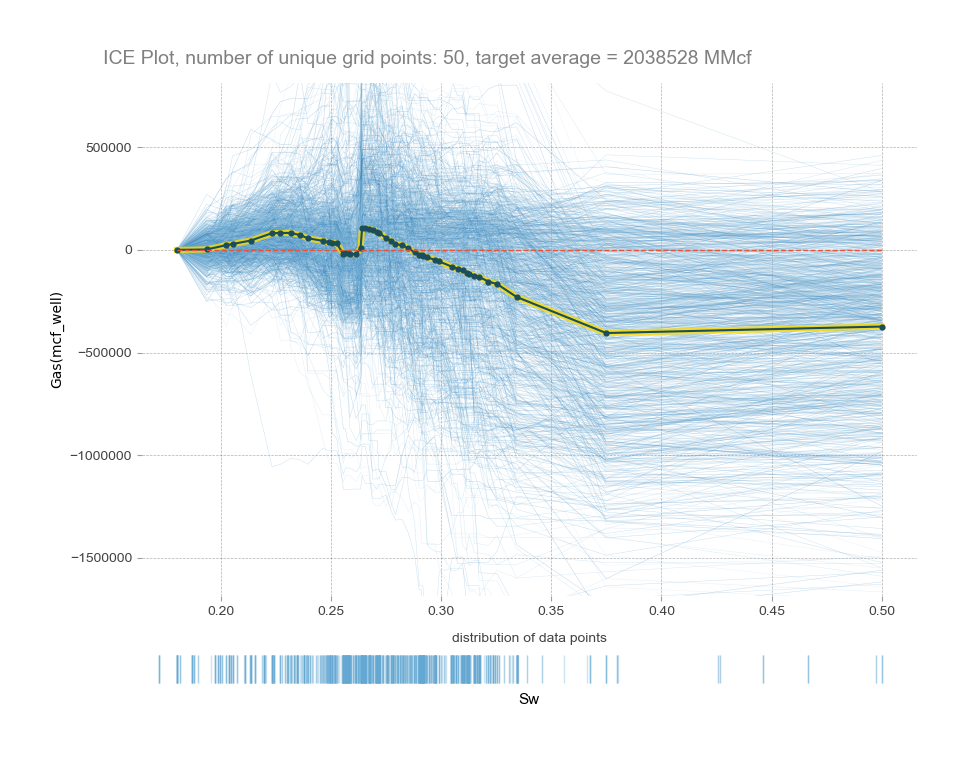 ICE Plot, number of unique grid points: 50, target average = 2038528 MMcf
Gas(mcf_well)
500000
0
−500000
−1000000
−1500000
0.20 0.25 0.30 0.35 0.40 0.45 0.50
distribution of data points
Sw